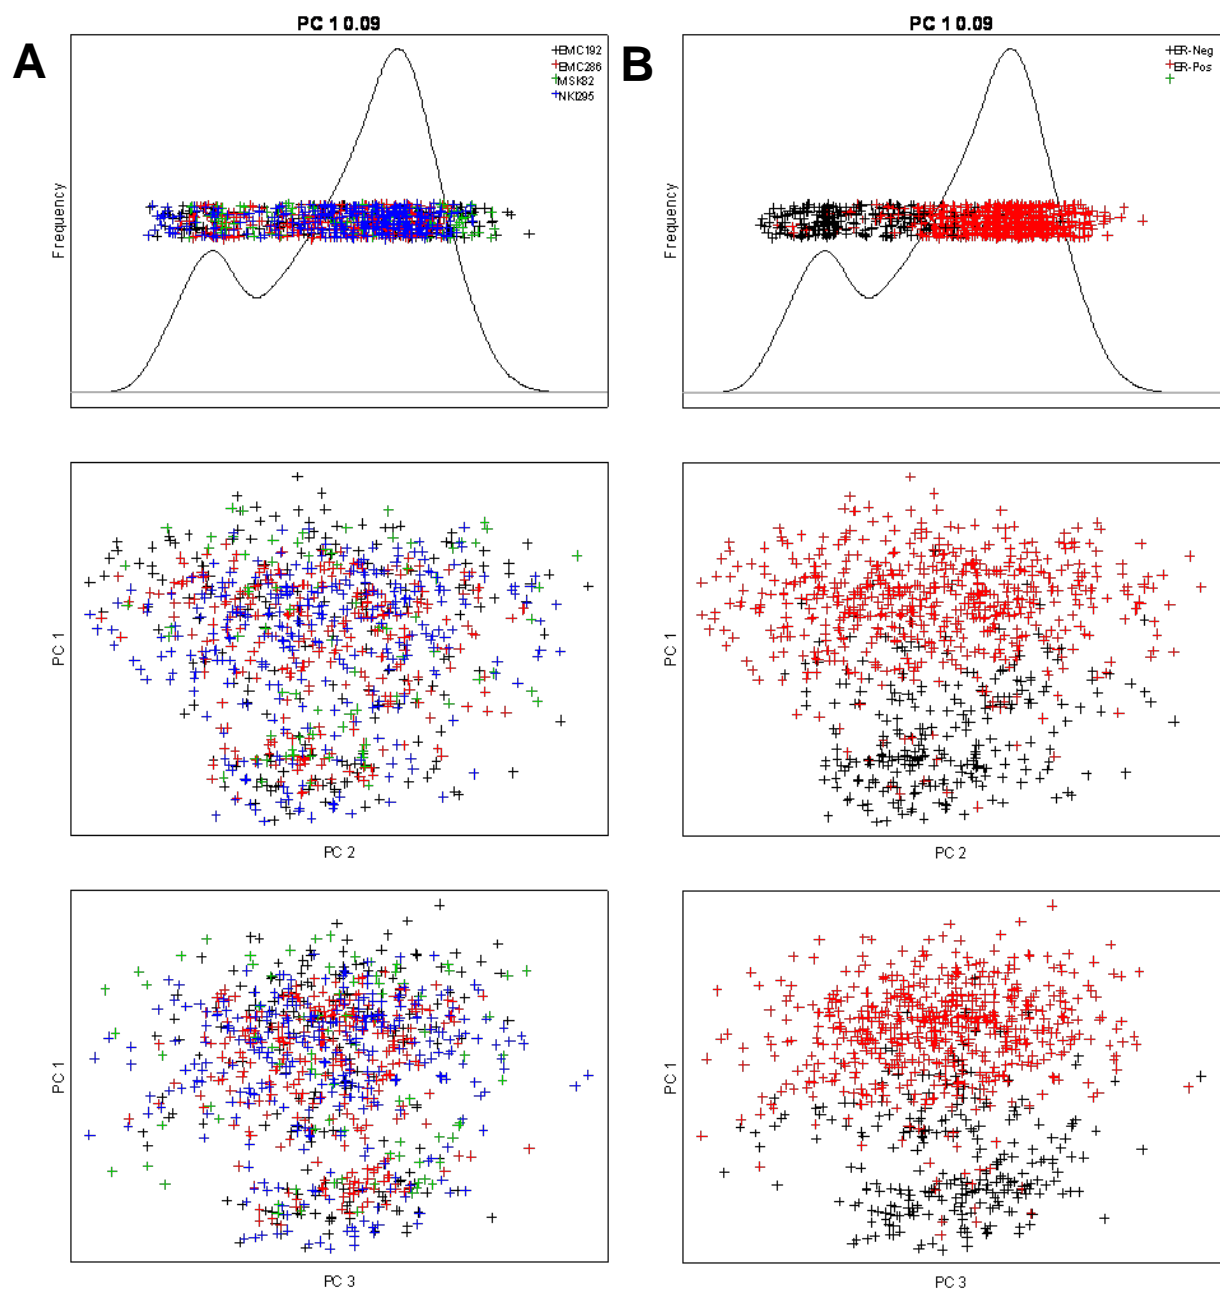 PC 1 0.09
A
EMC192
EMC286
MSK82
NKI295
Frequency
PC 1 0.09
B
ER-Neg
ER-Pos
Frequency
PC 1
PC 2
PC 1
PC 2
PC 1
PC 3
PC 1
PC 3